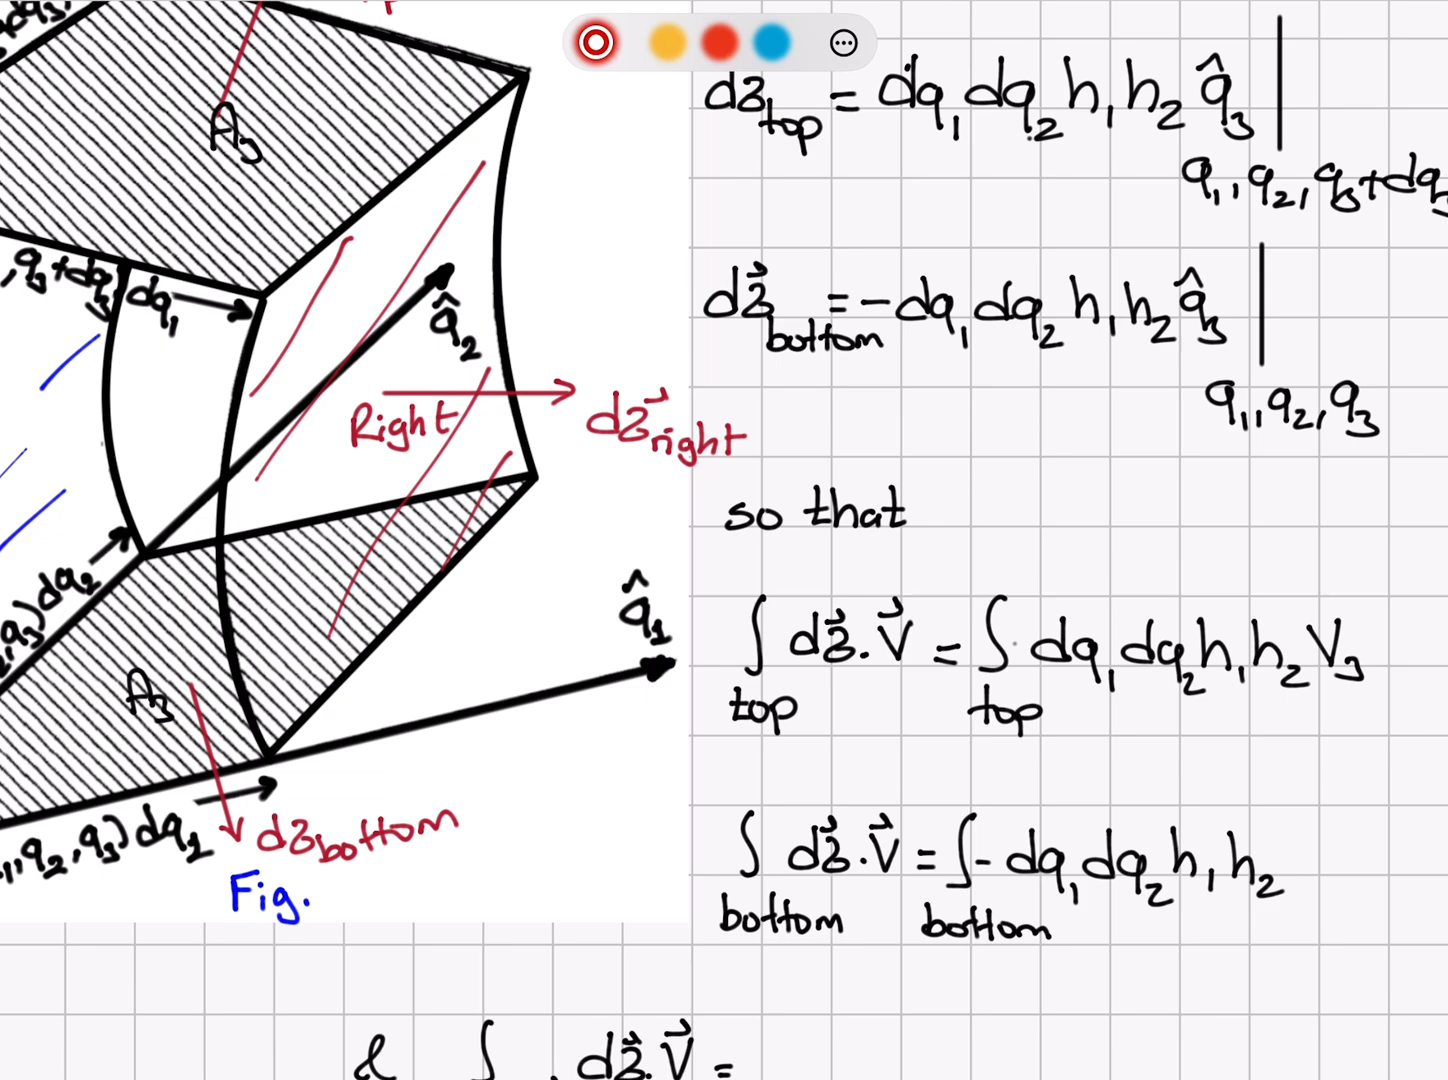 A₃
, q₃+dq₃) dq₁
q̂₂
Right
dσ⃗right
, q₃) dq₂
q̂₁
A₃
, q₂, q₃) dq₁
dσbottom
Fig.
dσtop = dq₁ dq₂ h₁ h₂ q̂₃ |
q₁, q₂, q₃+dq₃
dσ⃗bottom = - dq₁ dq₂ h₁ h₂ q̂₃ |
q₁, q₂, q₃
so that
∫top dσ⃗.V⃗ = ∫top dq₁ dq₂ h₁ h₂ V₃
∫bottom dσ⃗.V⃗ = ∫bottom - dq₁ dq₂ h₁ h₂
& ∫ dσ⃗.V⃗ =